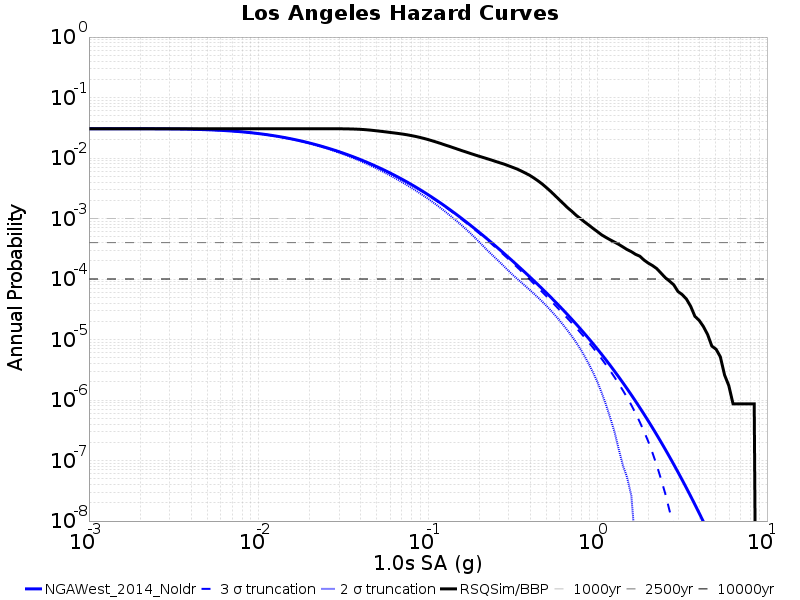 Los Angeles Hazard Curves
10^0
10^-1
10^-2
10^-3
10^-4
10^-5
10^-6
10^-7
10^-8
Annual Probability
10^-3 10^-2 10^-1 10^0 10^1
1.0s SA (g)
NGAWest_2014_NoIdr 3 σ truncation 2 σ truncation RSQSim/BBP 1000yr 2500yr 10000yr